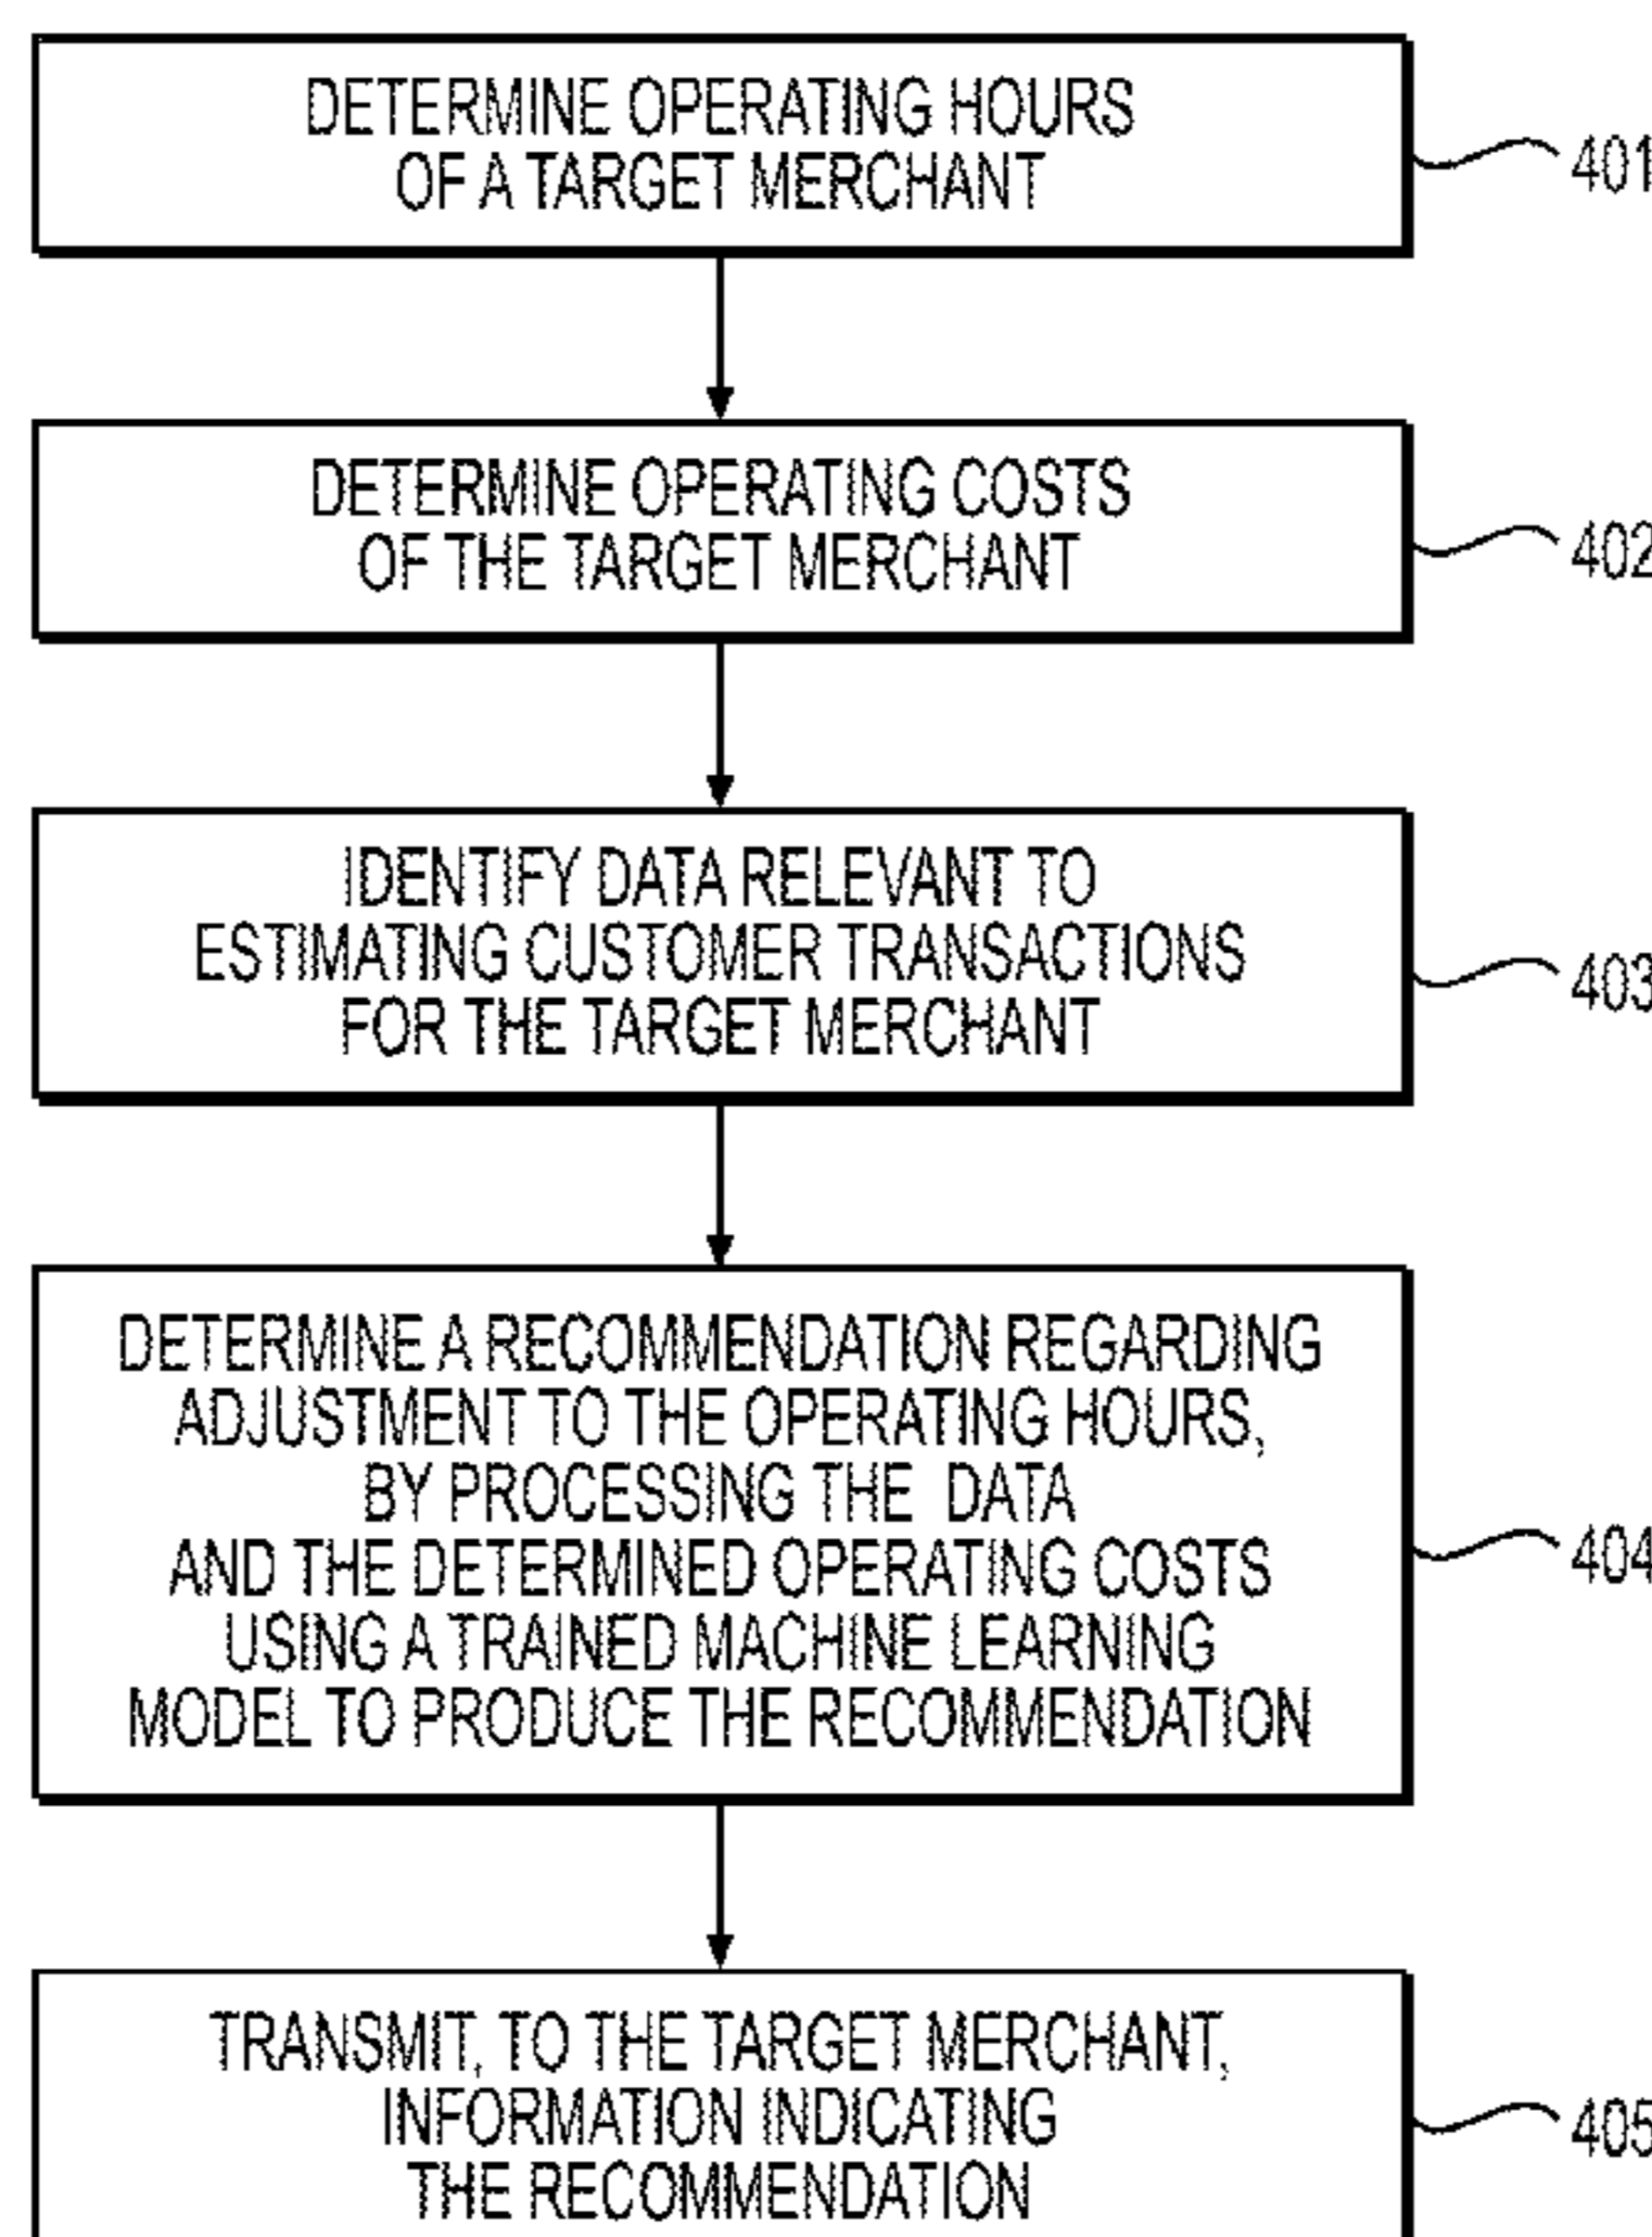 DETERMINE OPERATING HOURS
OF A TARGET MERCHANT
401
DETERMINE OPERATING COSTS
OF THE TARGET MERCHANT
402
IDENTIFY DATA RELEVANT TO
ESTIMATING CUSTOMER TRANSACTIONS
FOR THE TARGET MERCHANT
403
DETERMINE A RECOMMENDATION REGARDING
ADJUSTMENT TO THE OPERATING HOURS,
BY PROCESSING THE DATA
AND THE DETERMINED OPERATING COSTS
USING A TRAINED MACHINE LEARNING
MODEL TO PRODUCE THE RECOMMENDATION
404
TRANSMIT, TO THE TARGET MERCHANT,
INFORMATION INDICATING
THE RECOMMENDATION
405